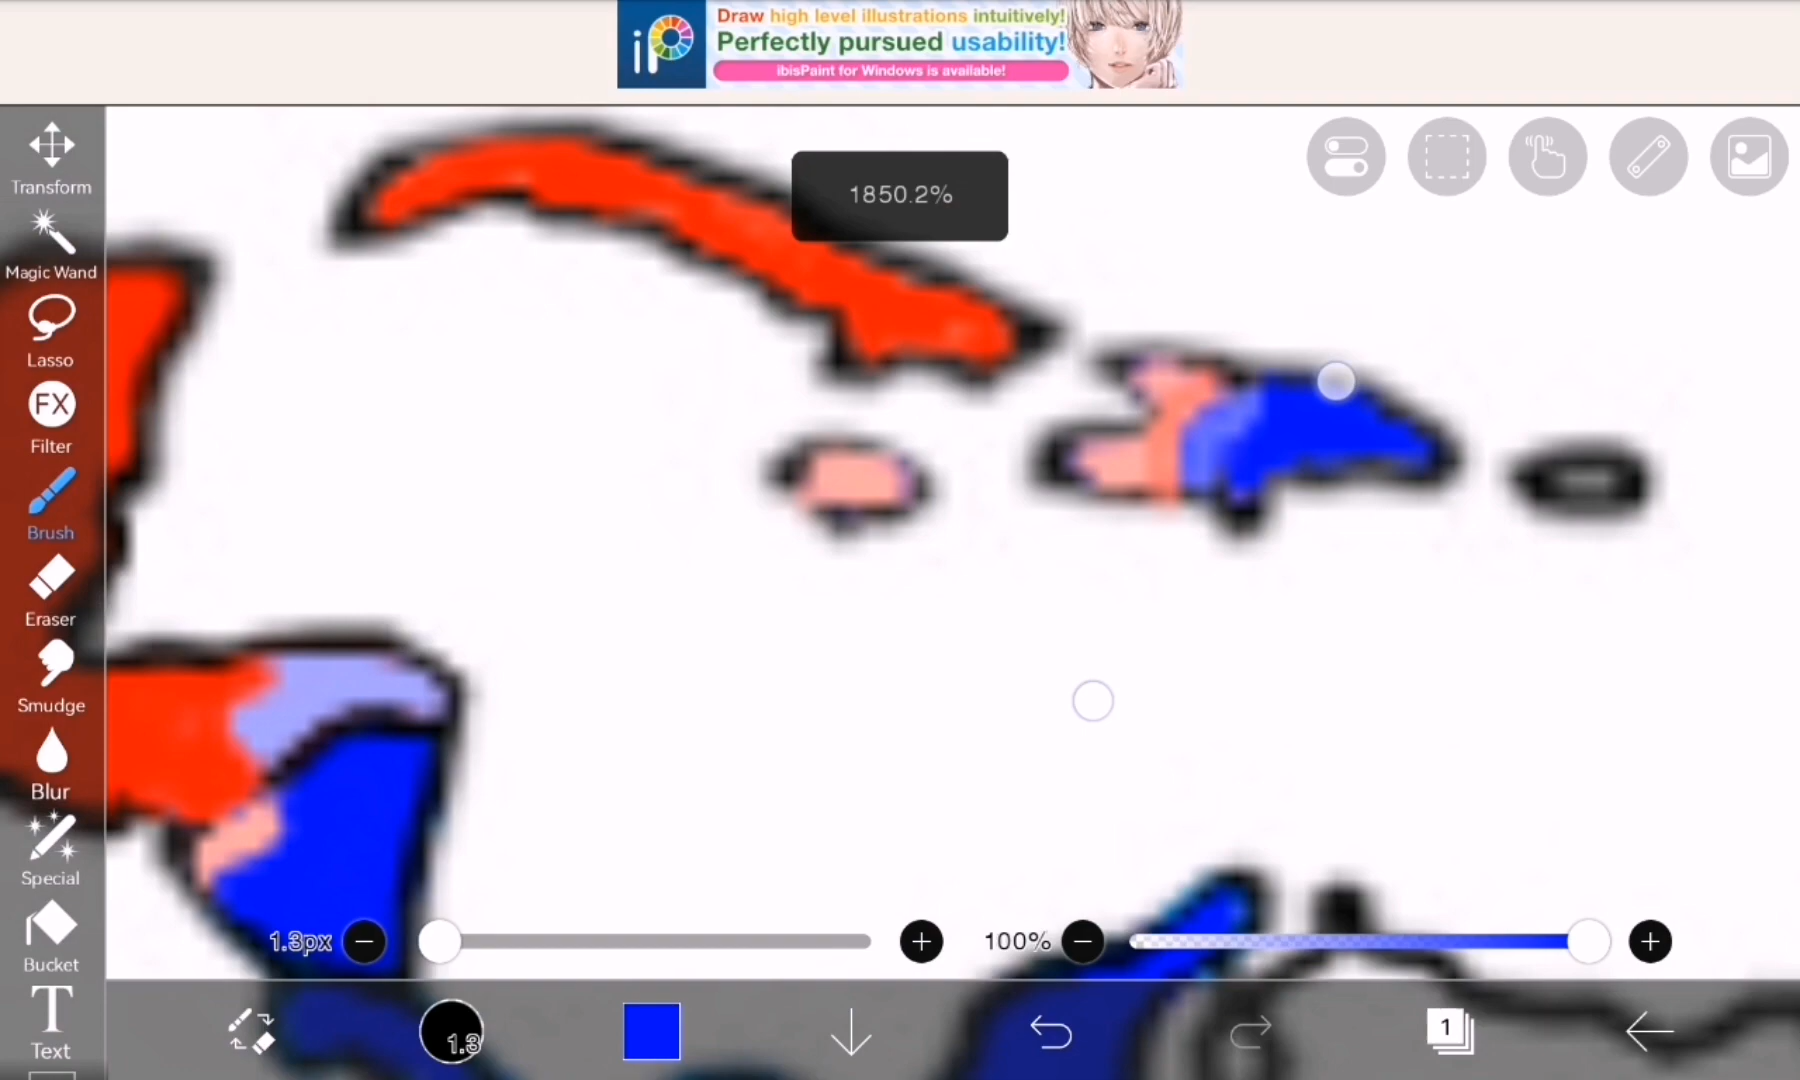 iP
Draw high level illustrations intuitively!
Perfectly pursued usability!
ibisPaint for Windows is available!
1850.2%
Transform
Magic Wand
Lasso
FX
Filter
Brush
Eraser
Smudge
Blur
Special
Bucket
T
Text
1.3px
100%
1.3
1